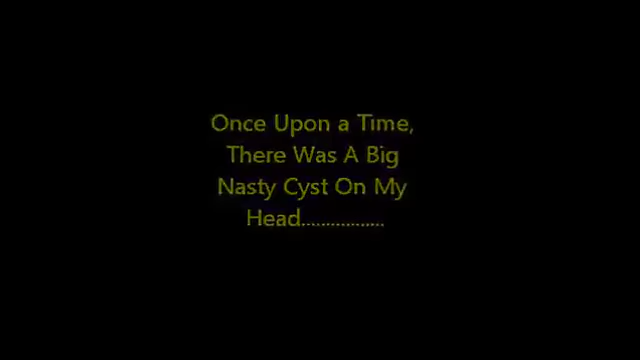 Once Upon a Time,
There Was A Big
Nasty Cyst On My
Head.................